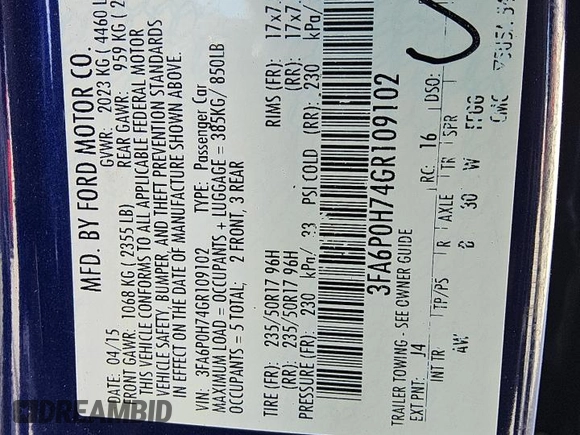 MFD. BY FORD MOTOR CO.
DATE: 04/15 GVWR: 2023 KG ( 4460 L
FRONT GAWR: 1068 KG ( 2355 LB) REAR GAWR: 959 KG ( 2
THIS VEHICLE CONFORMS TO ALL APPLICABLE FEDERAL MOTOR
VEHICLE SAFETY, BUMPER, AND THEFT PREVENTION STANDARDS
IN EFFECT ON THE DATE OF MANUFACTURE SHOWN ABOVE.
VIN: 3FA6P0H74GR109102 TYPE: Passenger Car
MAXIMUM LOAD = OCCUPANTS + LUGGAGE = 385KG/ 850LB
OCCUPANTS = 5 TOTAL; 2 FRONT, 3 REAR
TIRE (FR): 235/50R17 96H RIMS (FR): 17x7.
(RR): 235/50R17 96H (RR): 17x7.
PRESSURE (FR): 230 kPa/ 33 PSI COLD (RR): 230 kPa/
3FA6P0H74GR109102
TRAILER TOWING - SEE OWNER GUIDE
EXT PNT: J4 RC: 16 DSO:
INT TR TP/PS R AXLE TR SPR
AW 30 W
DREAMBID